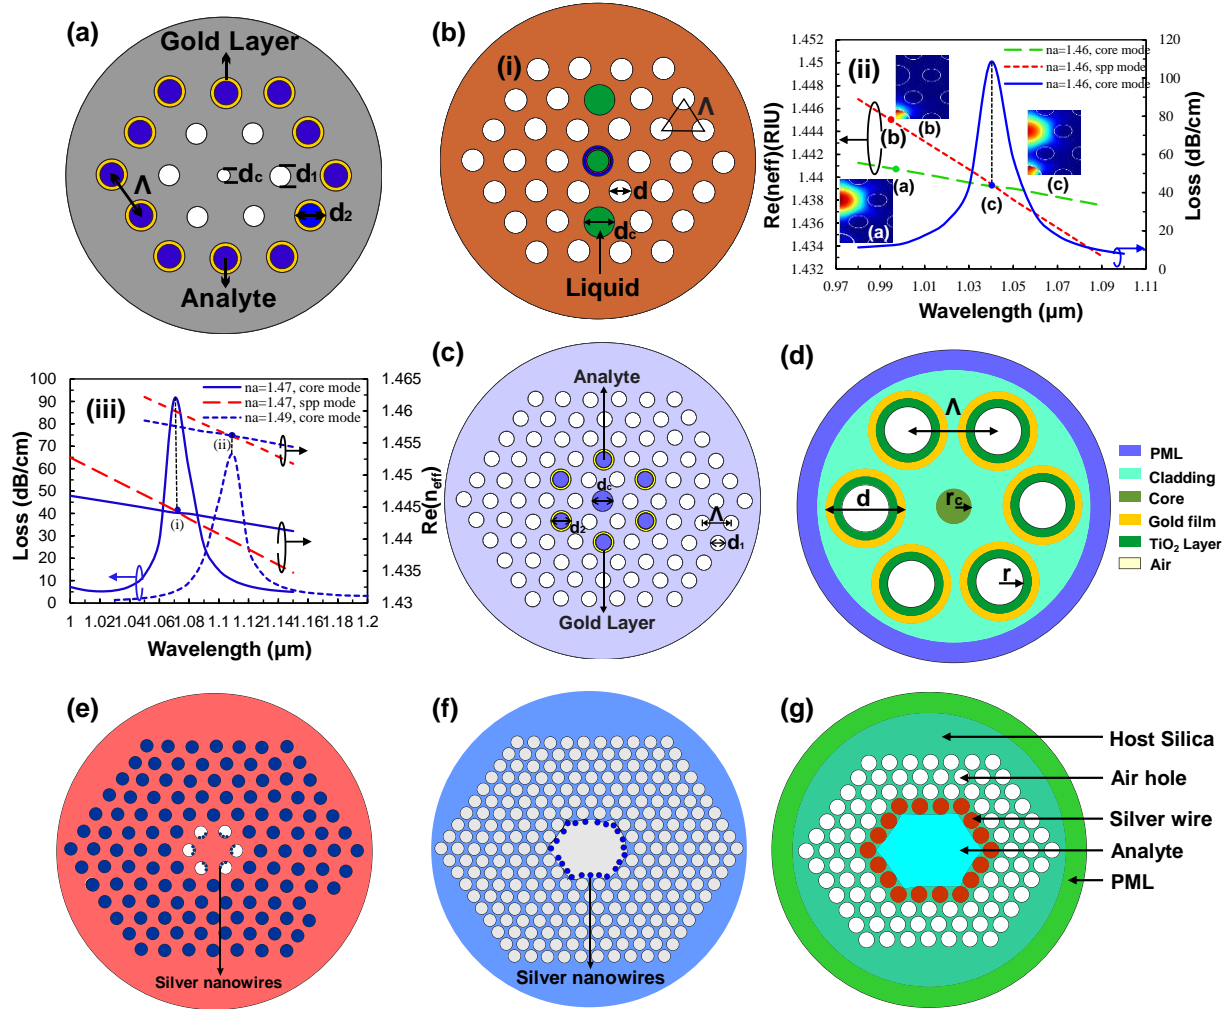 (a)
Gold Layer
Λ
dc
d1
d2
Analyte
(b)
(i)
Λ
d
dc
Liquid
(ii)
1.452
1.45
1.448
1.446
1.444
1.442
1.440
1.438
1.436
1.434
1.432
Re(neff)(RIU)
na=1.46, core mode
na=1.46, spp mode
na=1.46, core mode
(b)
(b)
(a)
(a)
(c)
(c)
120
100
80
60
40
20
0
Loss (dB/cm)
0.97 0.99 1.01 1.03 1.05 1.07 1.09 1.11
Wavelength (μm)
(iii)
100
90
80
70
60
50
40
30
20
10
0
Loss (dB/cm)
na=1.47, core mode
na=1.47, spp mode
na=1.49, core mode
(ii)
(i)
1.465
1.46
1.455
1.45
1.445
1.44
1.435
1.43
Re(neff)
1 1.02 1.04 1.06 1.08 1.1 1.12 1.14 1.16 1.18 1.2
Wavelength (μm)
(c)
Analyte
dc
d2
Λ
d1
Gold Layer
(d)
Λ
d
rc
r
PML
Cladding
Core
Gold film
TiO2 Layer
Air
(e)
Silver nanowires
(f)
Silver nanowires
(g)
Host Silica
Air hole
Silver wire
Analyte
PML